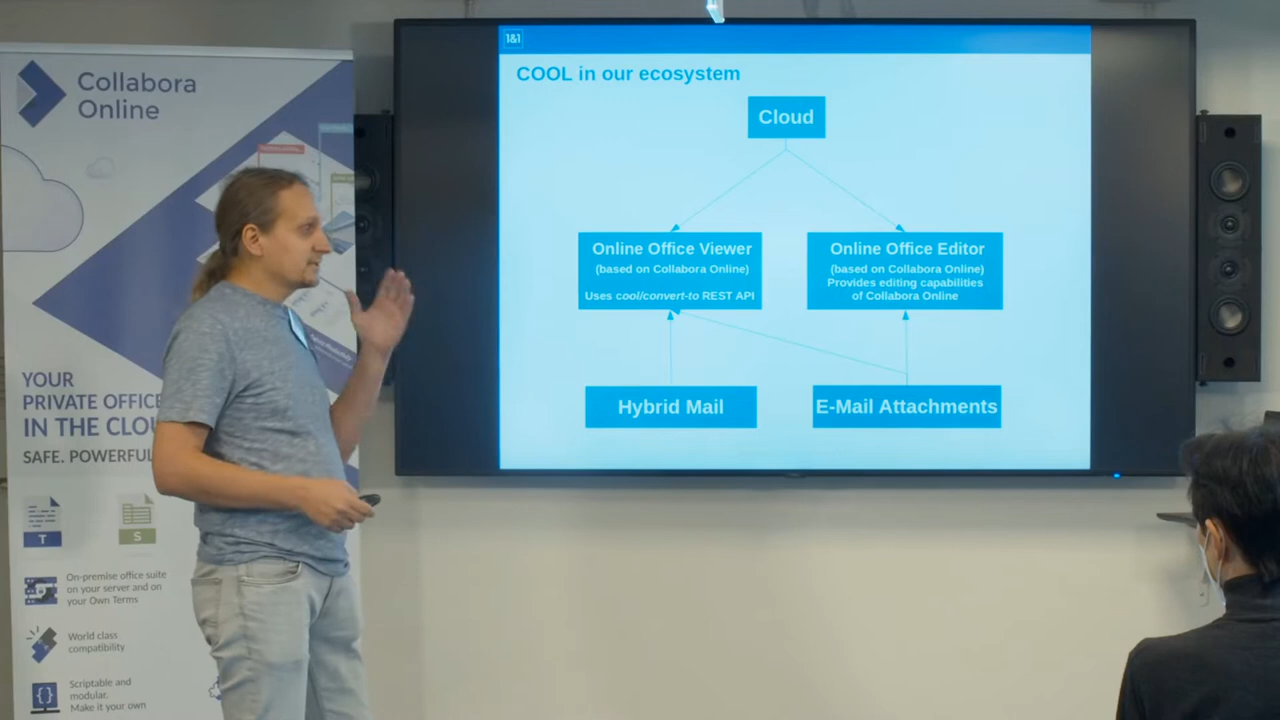 Collabora
Online
YOUR
PRIVATE OFFICE
IN THE CLOU
SAFE. POWERFUL
T
S
On-premise office suite
on your server and on
your Own Terms
World class
compatibility
Scriptable and
modular.
Make it your own
1&1
COOL in our ecosystem
Cloud
Online Office Viewer
(based on Collabora Online)
Uses cool/convert-to REST API
Online Office Editor
(based on Collabora Online)
Provides editing capabilities
of Collabora Online
Hybrid Mail
E-Mail Attachments